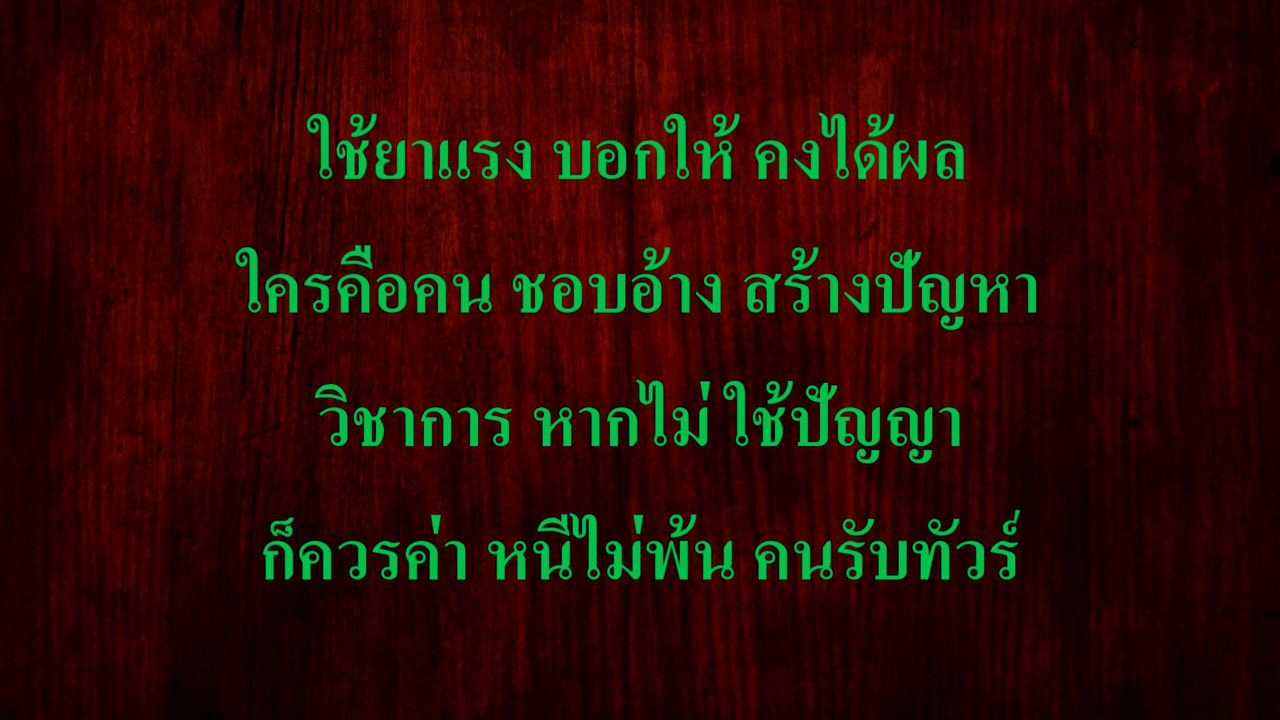 ใช้ยาแรง บอกให้ คงได้ผล
ใครคือคน ชอบอ้าง สร้างปัญหา
วิชาการ หากไม่ ใช้ปัญญา
ก็ควรค่า หนีไม่พ้น คนรับทัวร์